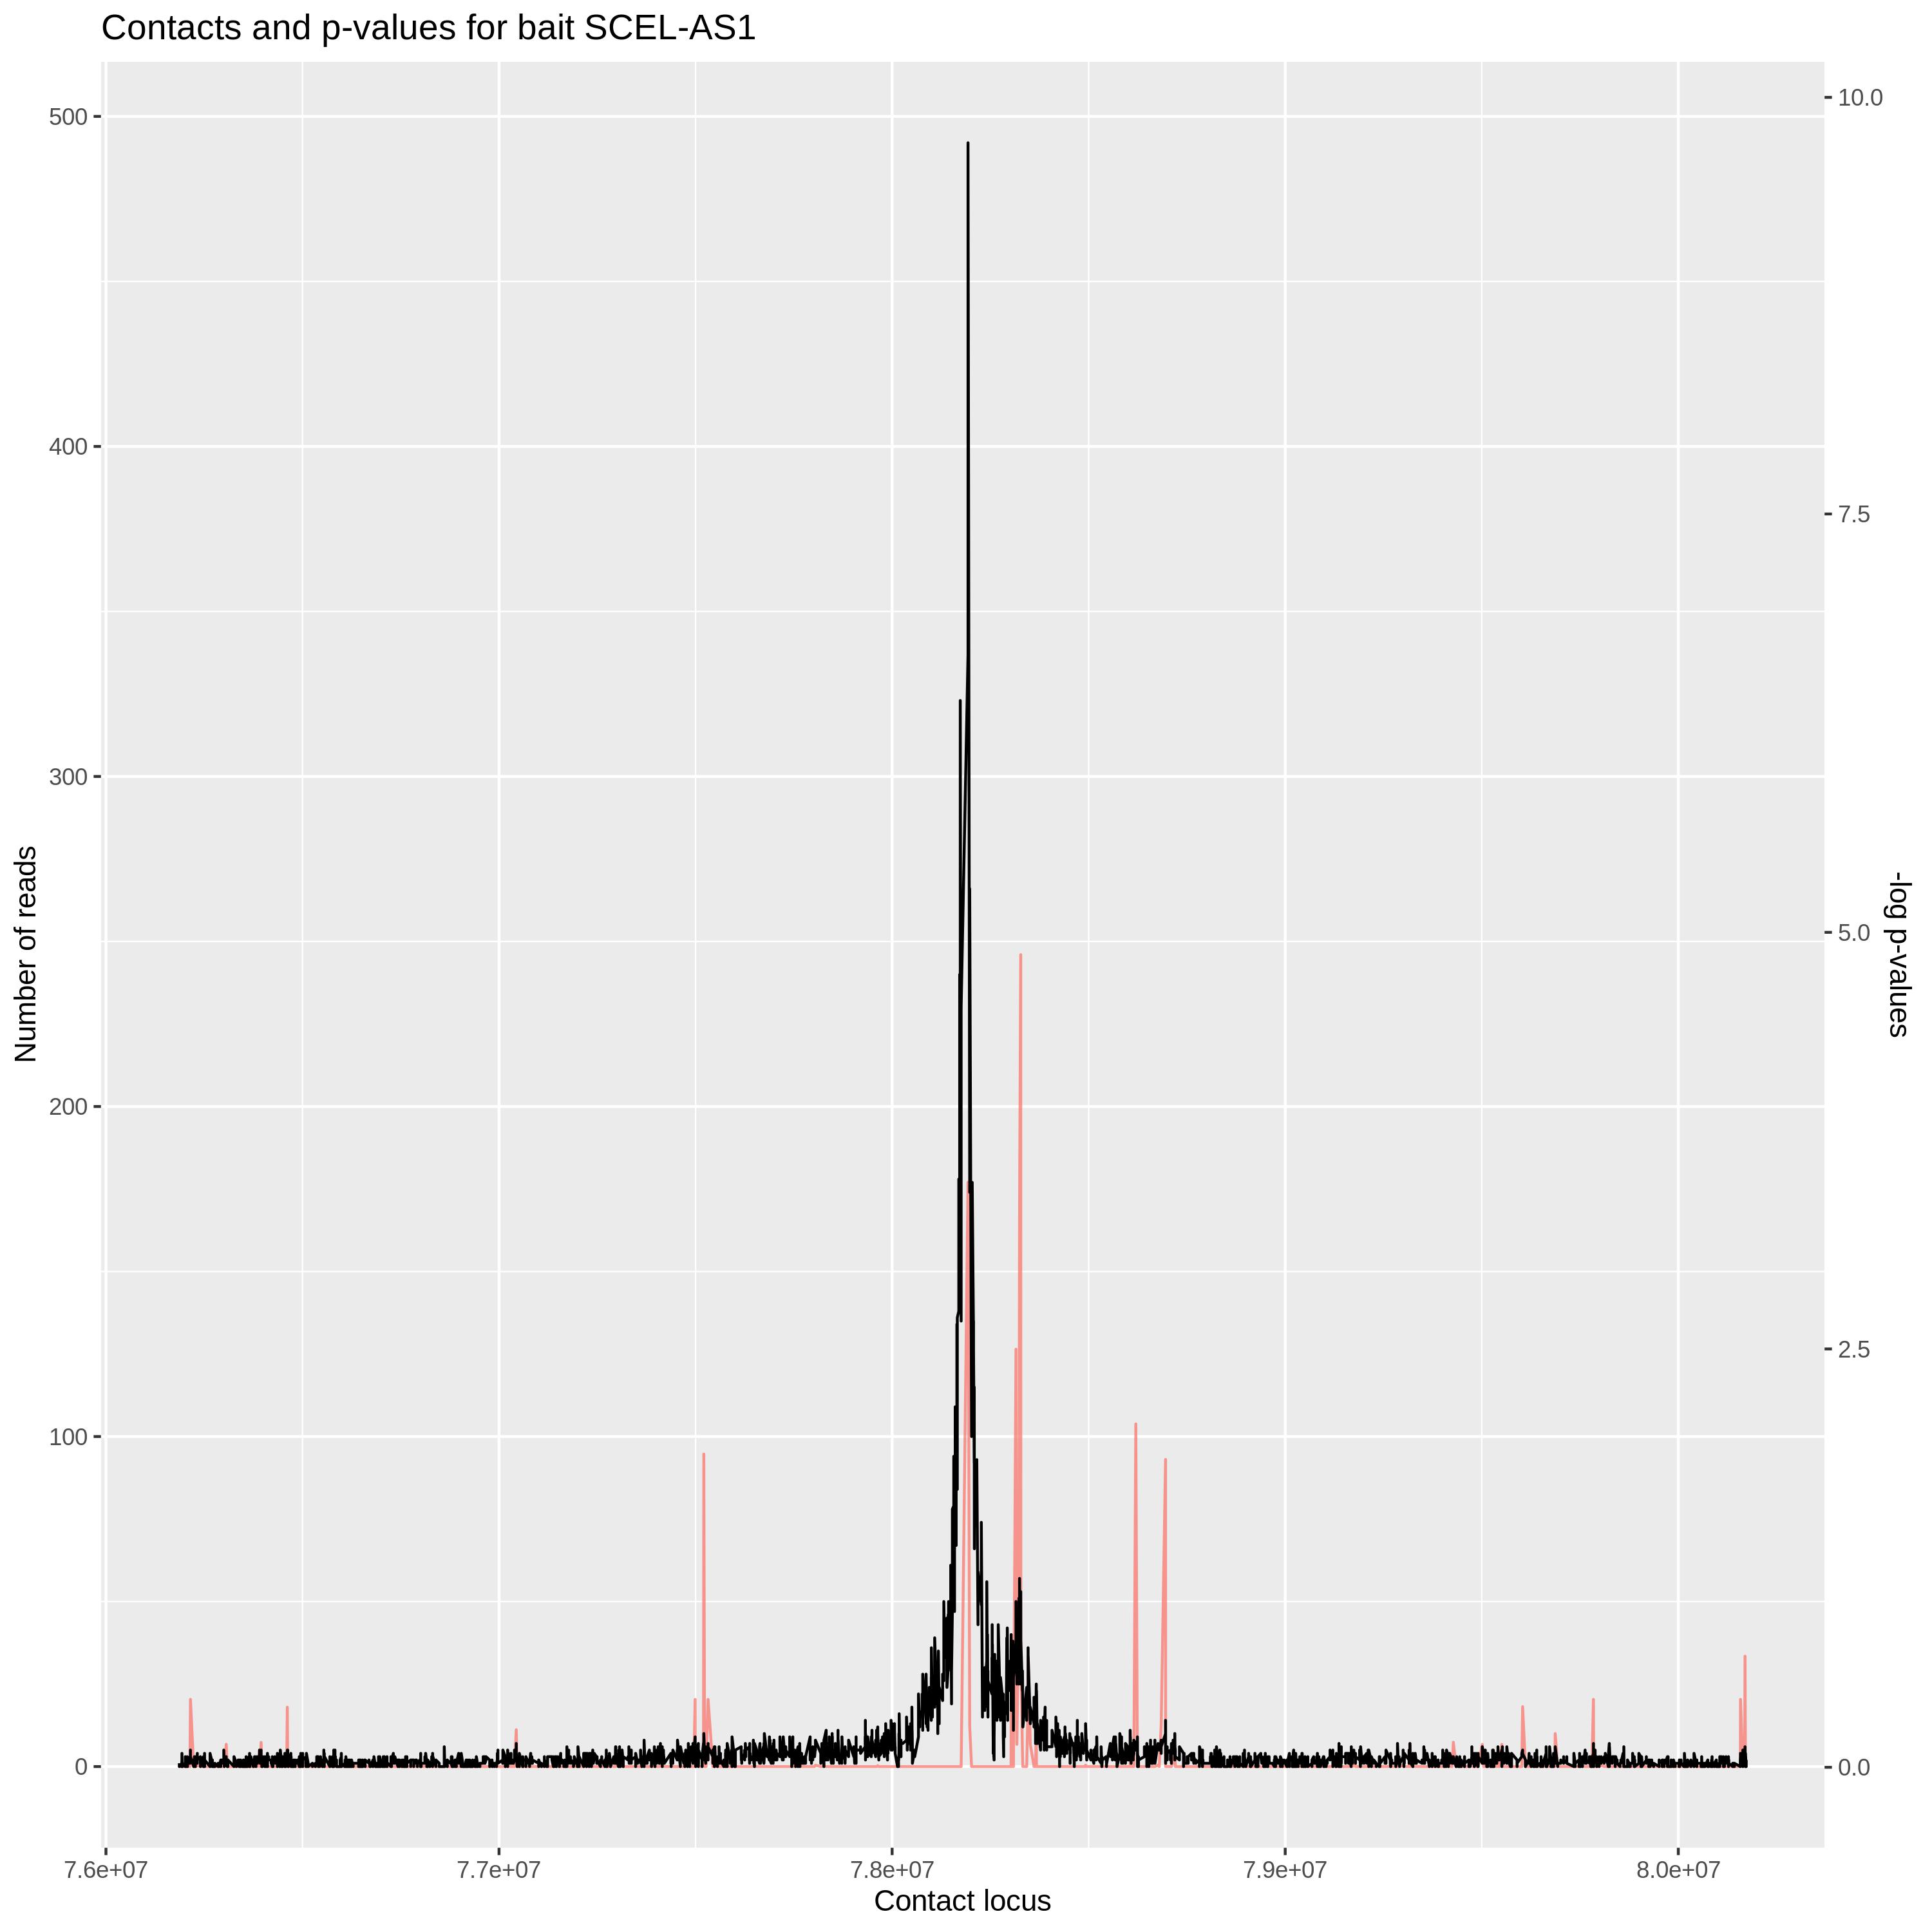 Contacts and p-values for bait SCEL-AS1
500
400
300
200
100
0
Number of reads
10.0
7.5
5.0
2.5
0.0
-log p-values
7.6e+07
7.7e+07
7.8e+07
7.9e+07
8.0e+07
Contact locus